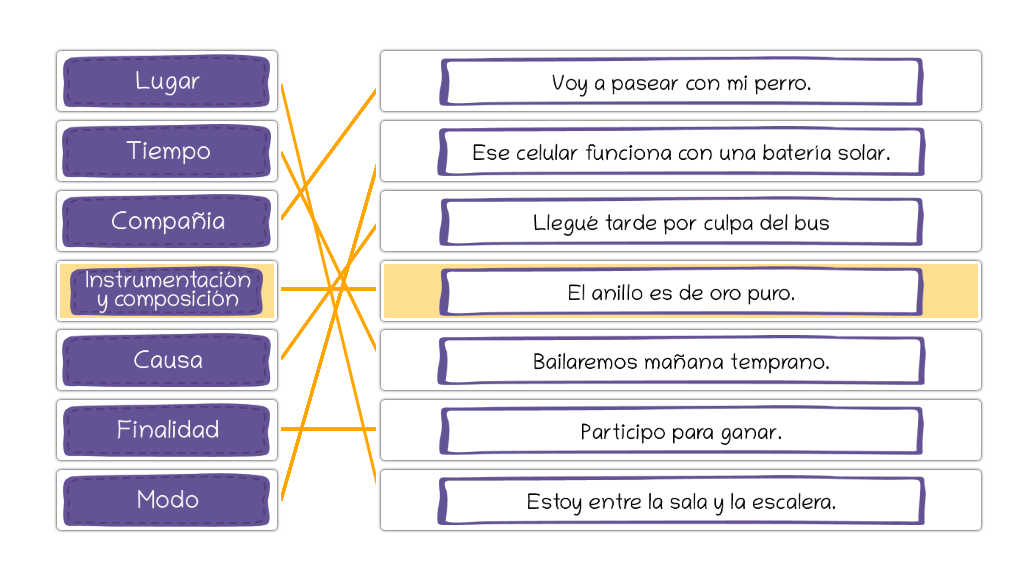 Lugar
Voy a pasear con mi perro.
Tiempo
Ese celular funciona con una batería solar.
Compañia
Llegué tarde por culpa del bus
Instrumentación
y composición
El anillo es de oro puro.
Causa
Bailaremos mañana temprano.
Finalidad
Participo para ganar.
Modo
Estoy entre la sala y la escalera.